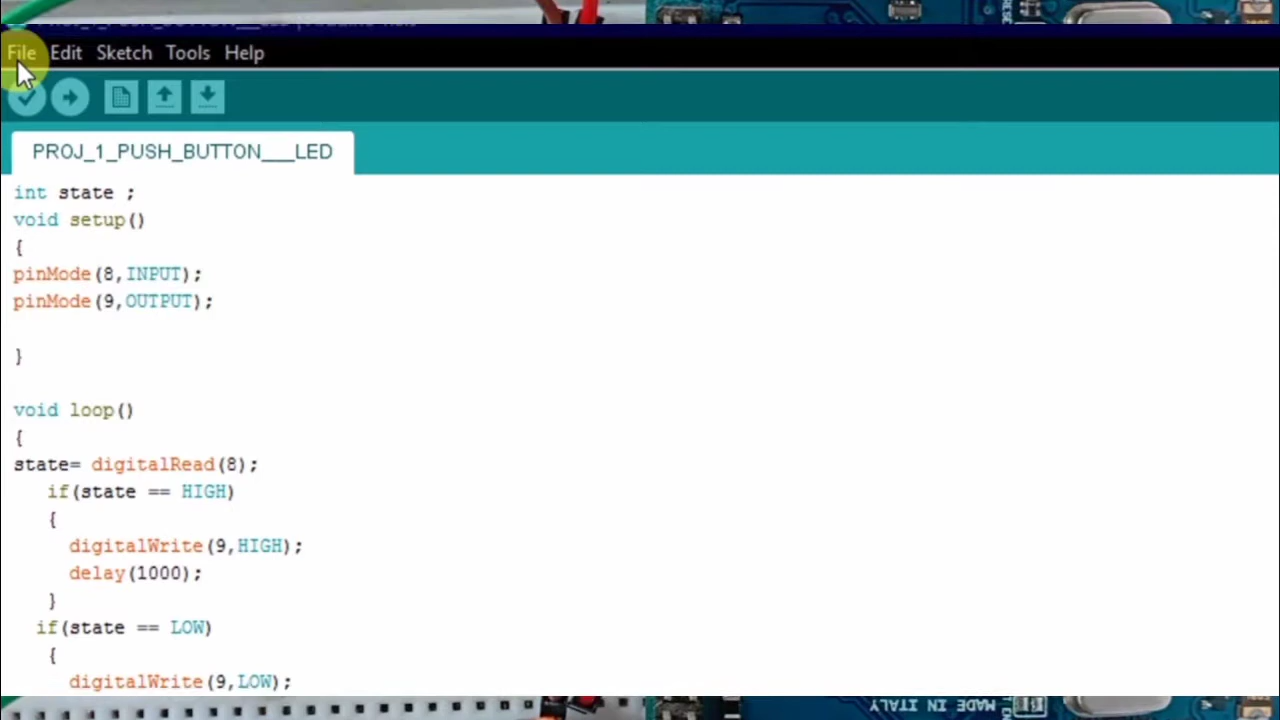 File Edit Sketch Tools Help
PROJ_1_PUSH_BUTTON___LED
int state ;
void setup()
{
pinMode(8,INPUT);
pinMode(9,OUTPUT);
}
void loop()
{
state= digitalRead(8);
if(state == HIGH)
{
digitalWrite(9,HIGH);
delay(1000);
}
if(state == LOW)
{
digitalWrite(9,LOW);
MADE IN ITALY